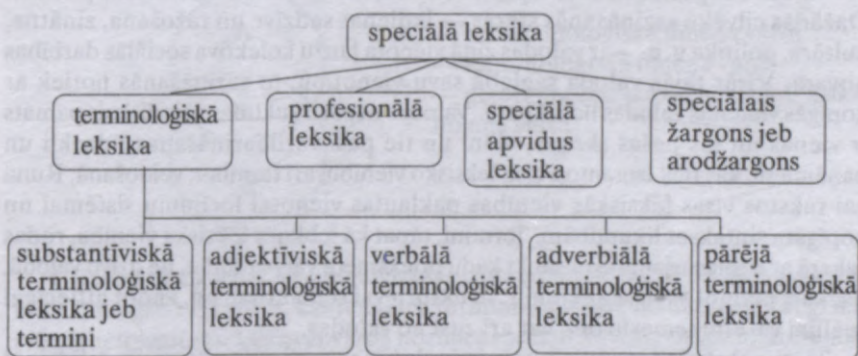 speciālā leksika
terminoloģiskā
leksika
profesionālā
leksika
speciālā
apvidus
leksika
speciālais
žargons jeb
arodžargons
substantīviskā
terminoloģiskā
leksika jeb
termini
adjektīviskā
terminoloģiskā
leksika
verbālā
terminoloģiskā
leksika
adverbiālā
terminoloģiskā
leksika
pārējā
terminoloģiskā
leksika